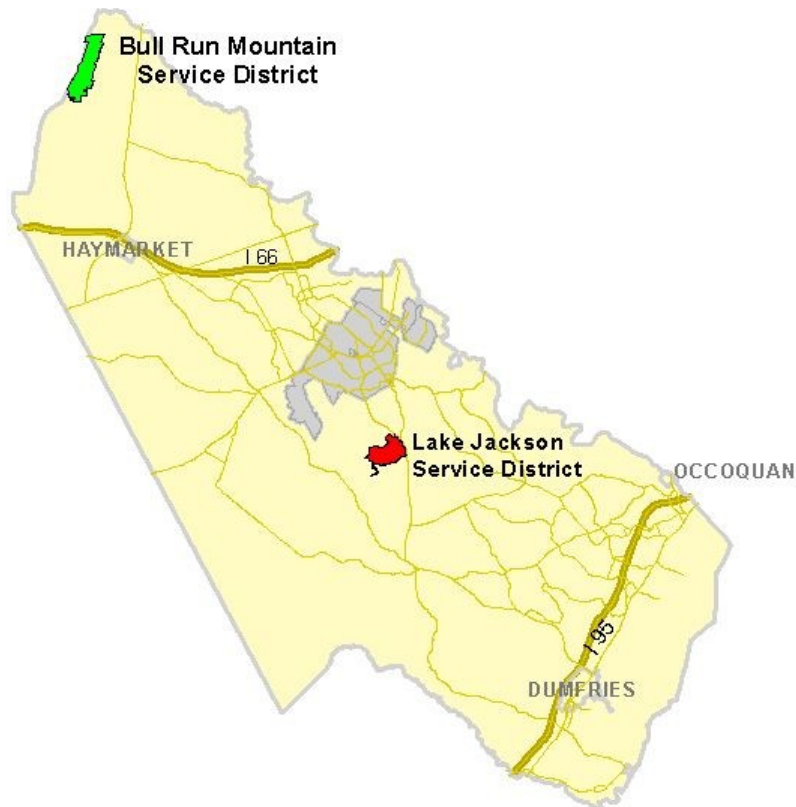 Bull Run Mountain
Service District
HAYMARKET
I 66
Lake Jackson
Service District
OCCOQUAN
I-95
DUMFRIES